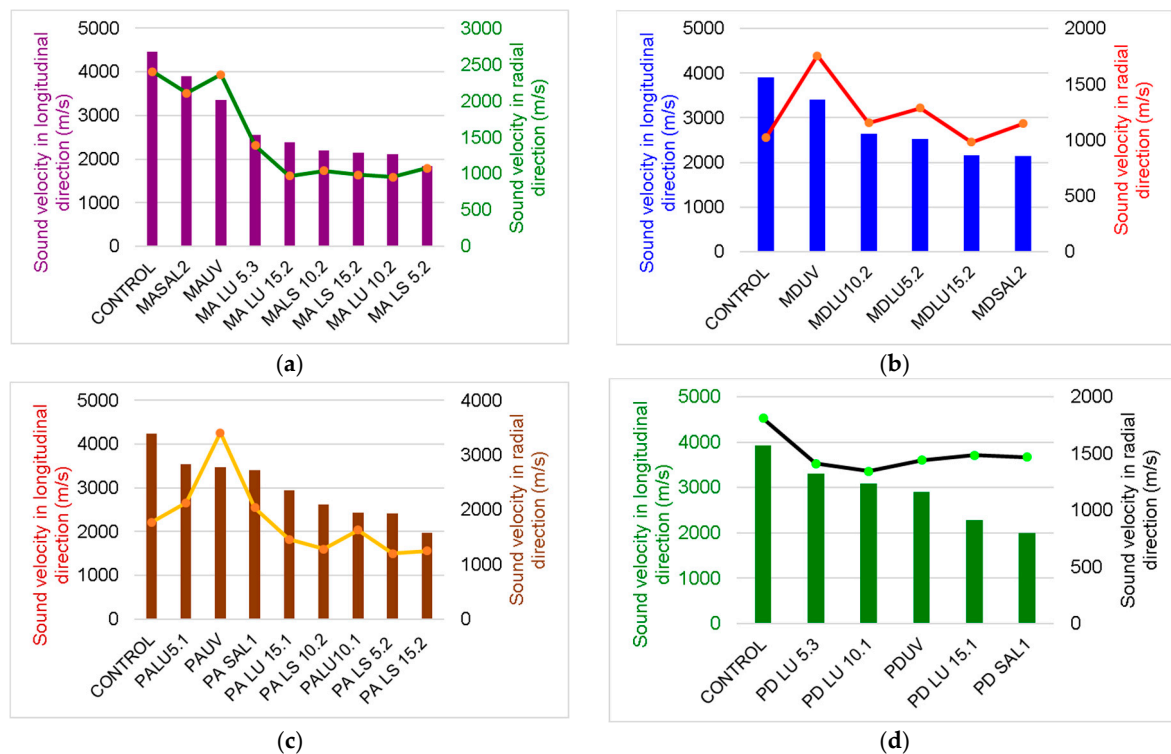 Sound velocity in longitudinal
direction (m/s)
5000
4000
3000
2000
1000
0
3000
2500
2000
1500
1000
500
0
Sound velocity in radial
direction (m/s)
CONTROL
MASAL2
MAUV
MA LU 5.3
MA LU 15.2
MALS 10.2
MA LS 15.2
MA LU 10.2
MA LS 5.2
(a)
Sound velocity in longitudinal
direction (m/s)
5000
4000
3000
2000
1000
0
2000
1500
1000
500
0
Sound velocity in radial
direction (m/s)
CONTROL
MDUV
MDLU10.2
MDLU5.2
MDLU15.2
MDSAL2
(b)
Sound velocity in longitudinal
direction (m/s)
5000
4000
3000
2000
1000
0
4000
3000
2000
1000
0
Sound velocity in radial
direction (m/s)
CONTROL
PALU5.1
PAUV
PA SAL1
PA LU 15.1
PA LS 10.2
PALU10.1
PA LS 5.2
PA LS 15.2
(c)
Sound velocity in longitudinal
direction (m/s)
5000
4000
3000
2000
1000
0
2000
1500
1000
500
0
Sound velocity in radial
direction (m/s)
CONTROL
PD LU 5.3
PD LU 10.1
PDUV
PD LU 15.1
PD SAL1
(d)